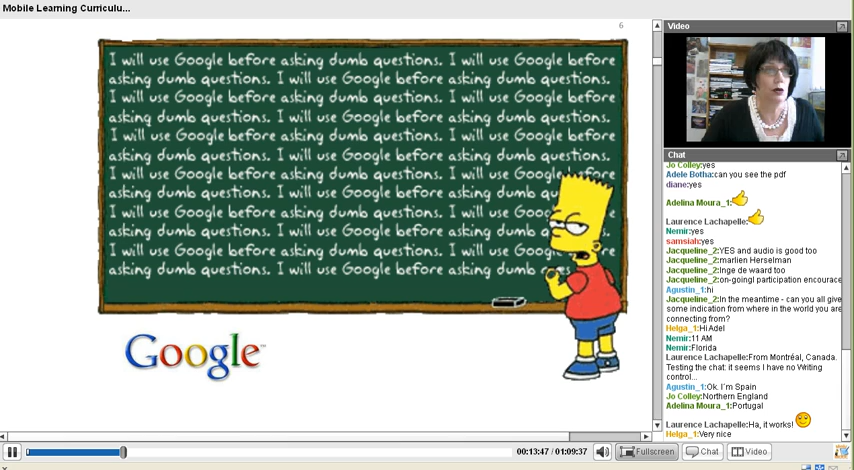 Mobile Learning Curriculu...
6
I will use Google before asking dumb questions. I will use Google before
asking dumb questions. I will use Google before asking dumb questions.
I will use Google before asking dumb questions. I will use Google before
asking dumb questions. I will use Google before asking dumb questions.
I will use Google before asking dumb questions. I will use Google before
asking dumb questions. I will use Google before asking dumb questions.
I will use Google before asking dumb questions. I will use Google before
asking dumb questions. I will use Google before asking dumb
I will use Google before asking dumb questions. I will use
asking dumb questions. I will use Google before asking dumb
I will use Google before asking dumb questions. I will use
asking dumb questions. I will use Google before asking dumb
Google™
00:13:47 / 01:09:37
Fullscreen
Chat
Video
Video
Chat
Jo Colley:yes
Adele Botha:can you see the pdf
diane:yes
Adelina Moura_1:
Laurence Lachapelle:
Nemir:yes
samsiah:yes
Jacqueline_2:YES and audio is good too
Jacqueline_2:marlien Herselman
Jacqueline_2:Inge de waard too
Jacqueline_2:on-goingl participation encourace
Agustin_1:hi
Jacqueline_2:In the meantime - can you all give
some indication from where in the world you are
connecting from?
Helga_1:Hi Adel
Nemir:11 AM
Nemir:Florida
Laurence Lachapelle:From Montréal, Canada.
Testing the chat: it seems I have no Writing
control...
Agustin_1:Ok. I´m Spain
Jo Colley:Northern England
Adelina Moura_1:Portugal
Laurence Lachapelle:Ha, it works!
Helga_1:Very nice